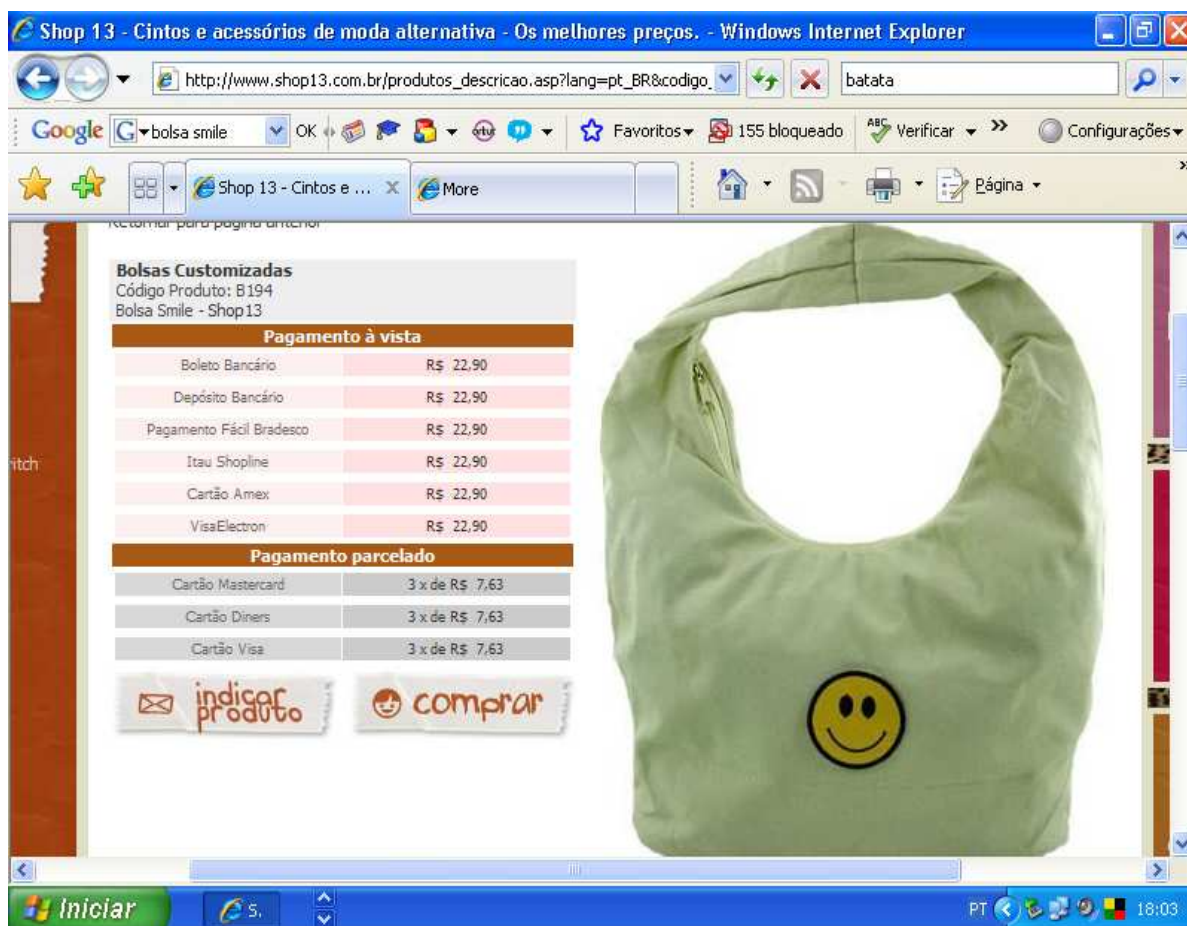 Shop 13 - Cintos e acessórios de moda alternativa - Os melhores preços. - Windows Internet Explorer
http://www.shop13.com.br/produtos_descricao.asp?lang=pt_BR&codigo_ batata
Google bolsa smile OK Favoritos 155 bloqueado Verificar » Configurações
Shop 13 - Cintos e ... X More Página
Retornar para página anterior
Bolsas Customizadas
Código Produto: B194
Bolsa Smile - Shop13
Pagamento à vista
Boleto Bancário R$ 22,90
Depósito Bancário R$ 22,90
Pagamento Fácil Bradesco R$ 22,90
Itau Shopline R$ 22,90
Cartão Amex R$ 22,90
VisaElectron R$ 22,90
Pagamento parcelado
Cartão Mastercard 3 x de R$ 7,63
Cartão Diners 3 x de R$ 7,63
Cartão Visa 3 x de R$ 7,63
indicar produto
comprar
itch
Iniciar S. PT 18:03